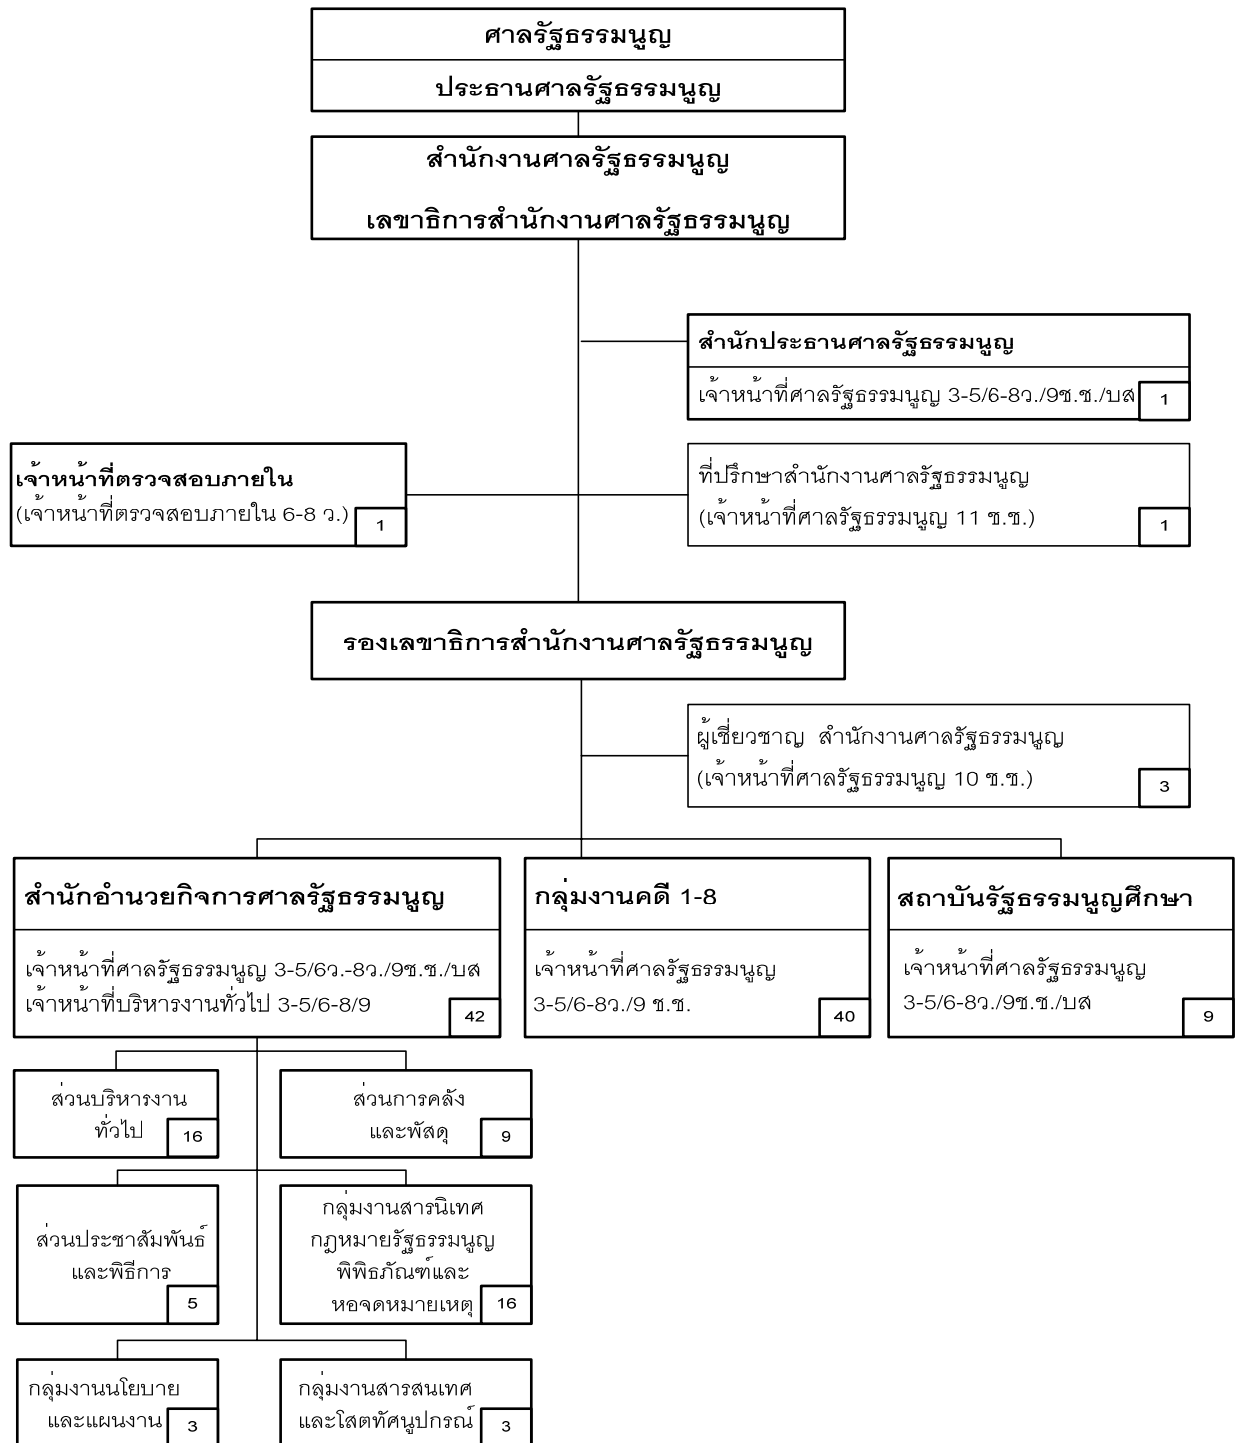 ศาลรัฐธรรมนูญ
ประธานศาลรัฐธรรมนูญ
สำนักงานศาลรัฐธรรมนูญ
เลขาธิการสำนักงานศาลรัฐธรรมนูญ
สำนักประธานศาลรัฐธรรมนูญ
เจ้าหน้าที่ศาลรัฐธรรมนูญ 3-5/6-8ว./9ช.ช./บส
1
เจ้าหน้าที่ตรวจสอบภายใน
(เจ้าหน้าที่ตรวจสอบภายใน 6-8 ว.)
1
ที่ปรึกษาสำนักงานศาลรัฐธรรมนูญ
(เจ้าหน้าที่ศาลรัฐธรรมนูญ 11 ช.ช.)
1
รองเลขาธิการสำนักงานศาลรัฐธรรมนูญ
ผู้เชี่ยวชาญ สำนักงานศาลรัฐธรรมนูญ
(เจ้าหน้าที่ศาลรัฐธรรมนูญ 10 ช.ช.)
3
สำนักอำนวยกิจการศาลรัฐธรรมนูญ
เจ้าหน้าที่ศาลรัฐธรรมนูญ 3-5/6ว.-8ว./9ช.ช./บส
เจ้าหน้าที่บริหารงานทั่วไป 3-5/6-8/9
42
กลุ่มงานคดี 1-8
เจ้าหน้าที่ศาลรัฐธรรมนูญ
3-5/6-8ว./9 ช.ช.
40
สถาบันรัฐธรรมนูญศึกษา
เจ้าหน้าที่ศาลรัฐธรรมนูญ
3-5/6-8ว./9ช.ช./บส
9
ส่วนบริหารงาน
ทั่วไป
16
ส่วนการคลัง
และพัสดุ
9
ส่วนประชาสัมพันธ์
และพิธีการ
5
กลุ่มงานสารนิเทศ
กฎหมายรัฐธรรมนูญ
พิพิธภัณฑ์และ
หอจดหมายเหตุ
16
กลุ่มงานนโยบาย
และแผนงาน
3
กลุ่มงานสารสนเทศ
และโสตทัศนูปกรณ์
3